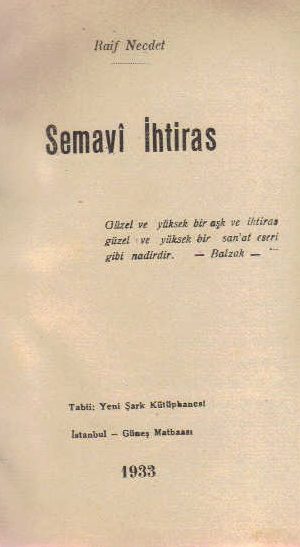 Raif Necdet
Semavî İhtiras
Güzel ve yüksek bir aşk ve ihtiras
güzel ve yüksek bir san'at eseri
gibi nadirdir. — Balzak —
Tabii: Yeni Şark Kütüphanesi
İstanbul — Güneş Matbaası
1933